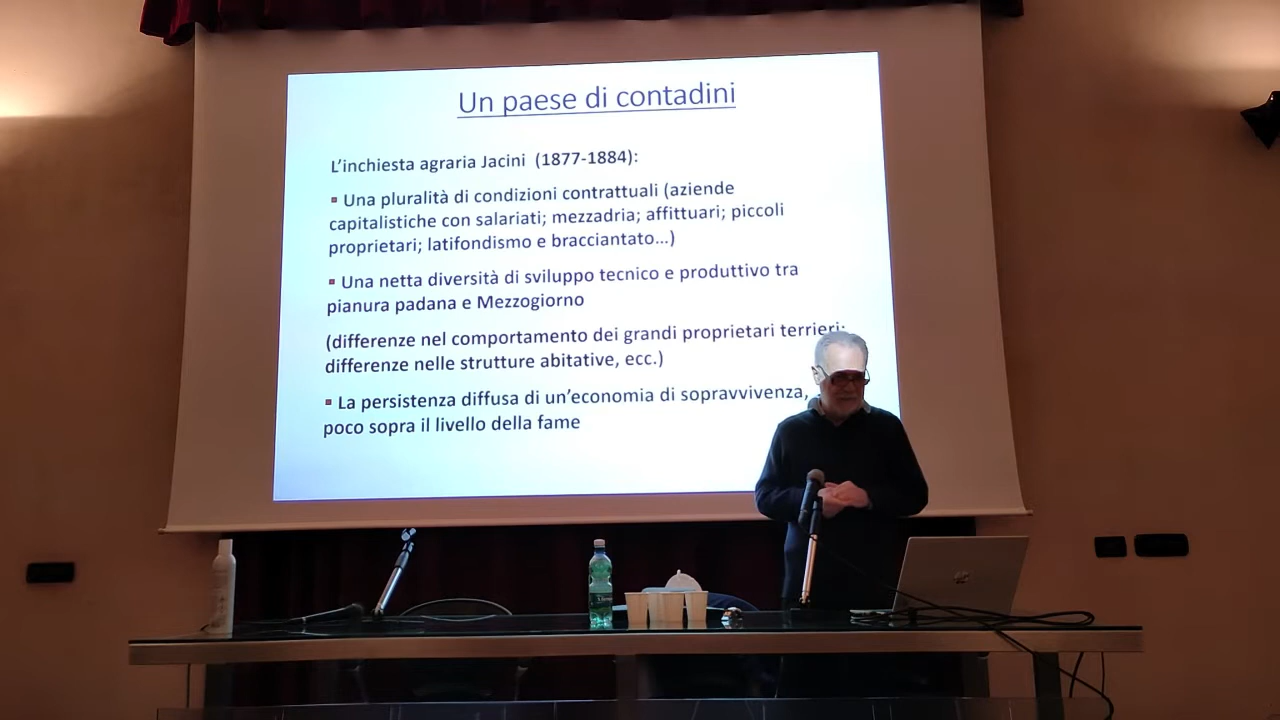 Un paese di contadini
L'inchiesta agraria Jacini (1877-1884):
▪ Una pluralità di condizioni contrattuali (aziende
capitalistiche con salariati; mezzadria; affittuari; piccoli
proprietari; latifondismo e bracciantato...)
▪ Una netta diversità di sviluppo tecnico e produttivo tra
pianura padana e Mezzogiorno
(differenze nel comportamento dei grandi proprietari terrieri;
differenze nelle strutture abitative, ecc.)
▪ La persistenza diffusa di un'economia di sopravvivenza,
poco sopra il livello della fame